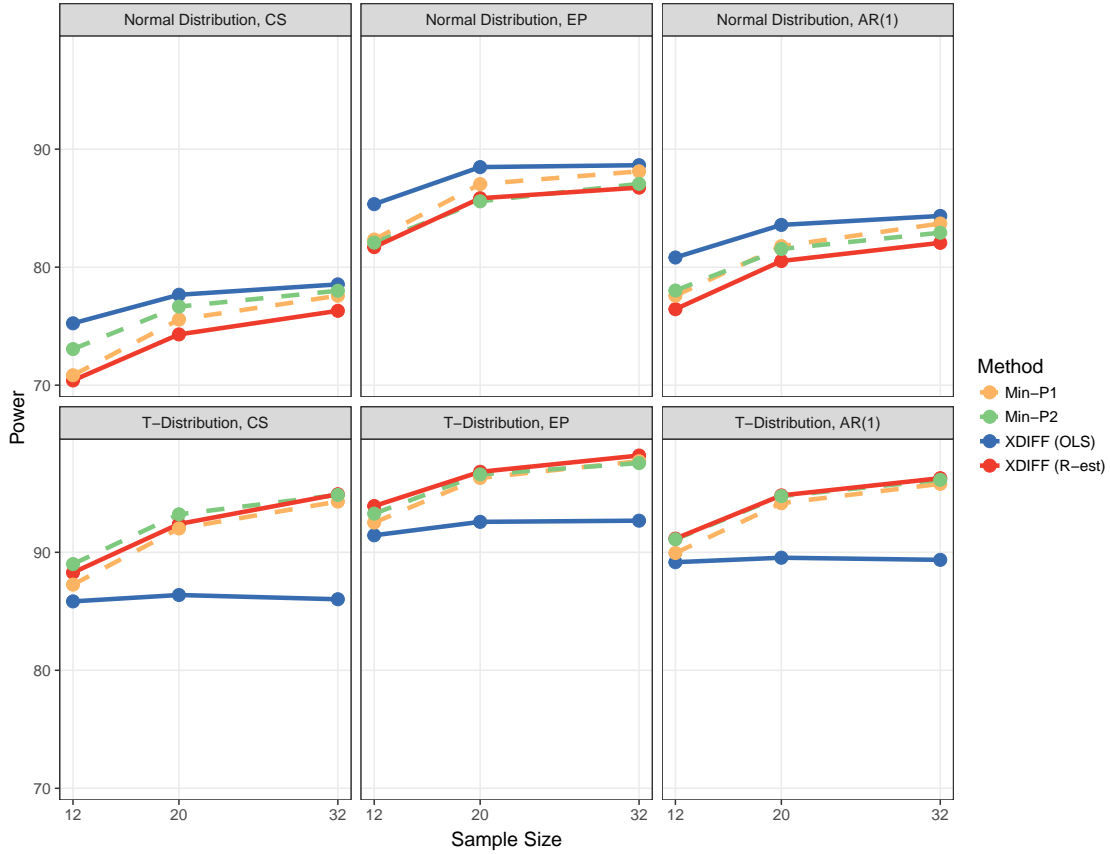 Normal Distribution, CS
Normal Distribution, EP
Normal Distribution, AR(1)
90
80
70
T−Distribution, CS
T−Distribution, EP
T−Distribution, AR(1)
90
80
70
12
20
32
12
20
32
12
20
32
Sample Size
Power
Method
Min−P1
Min−P2
XDIFF (OLS)
XDIFF (R−est)